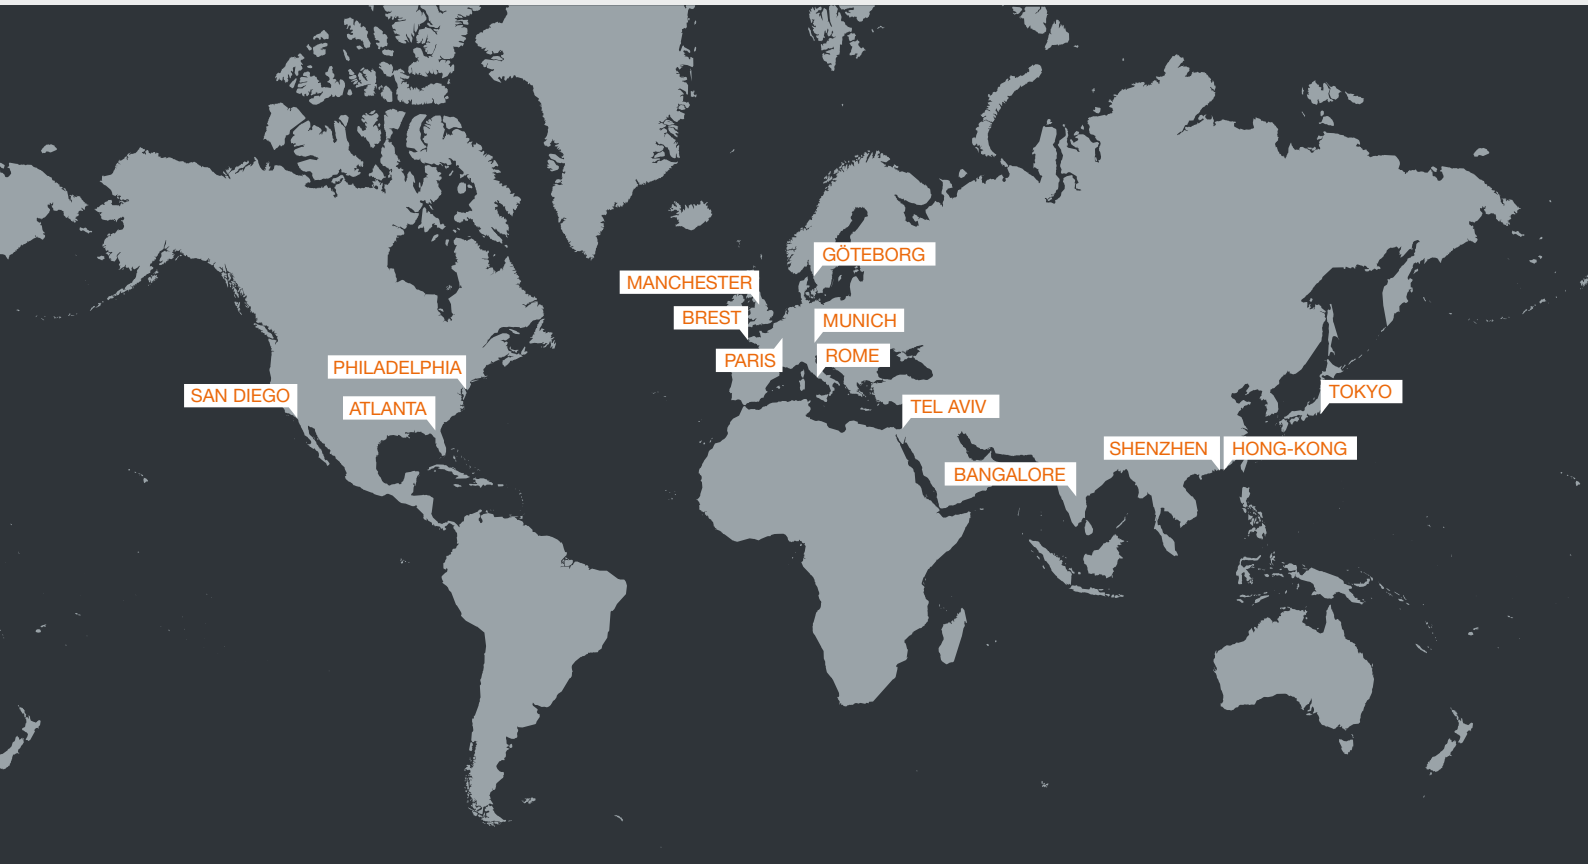 GÖTEBORG
MANCHESTER
BREST
MUNICH
PARIS
ROME
PHILADELPHIA
SAN DIEGO
ATLANTA
TEL AVIV
TOKYO
SHENZHEN
HONG-KONG
BANGALORE